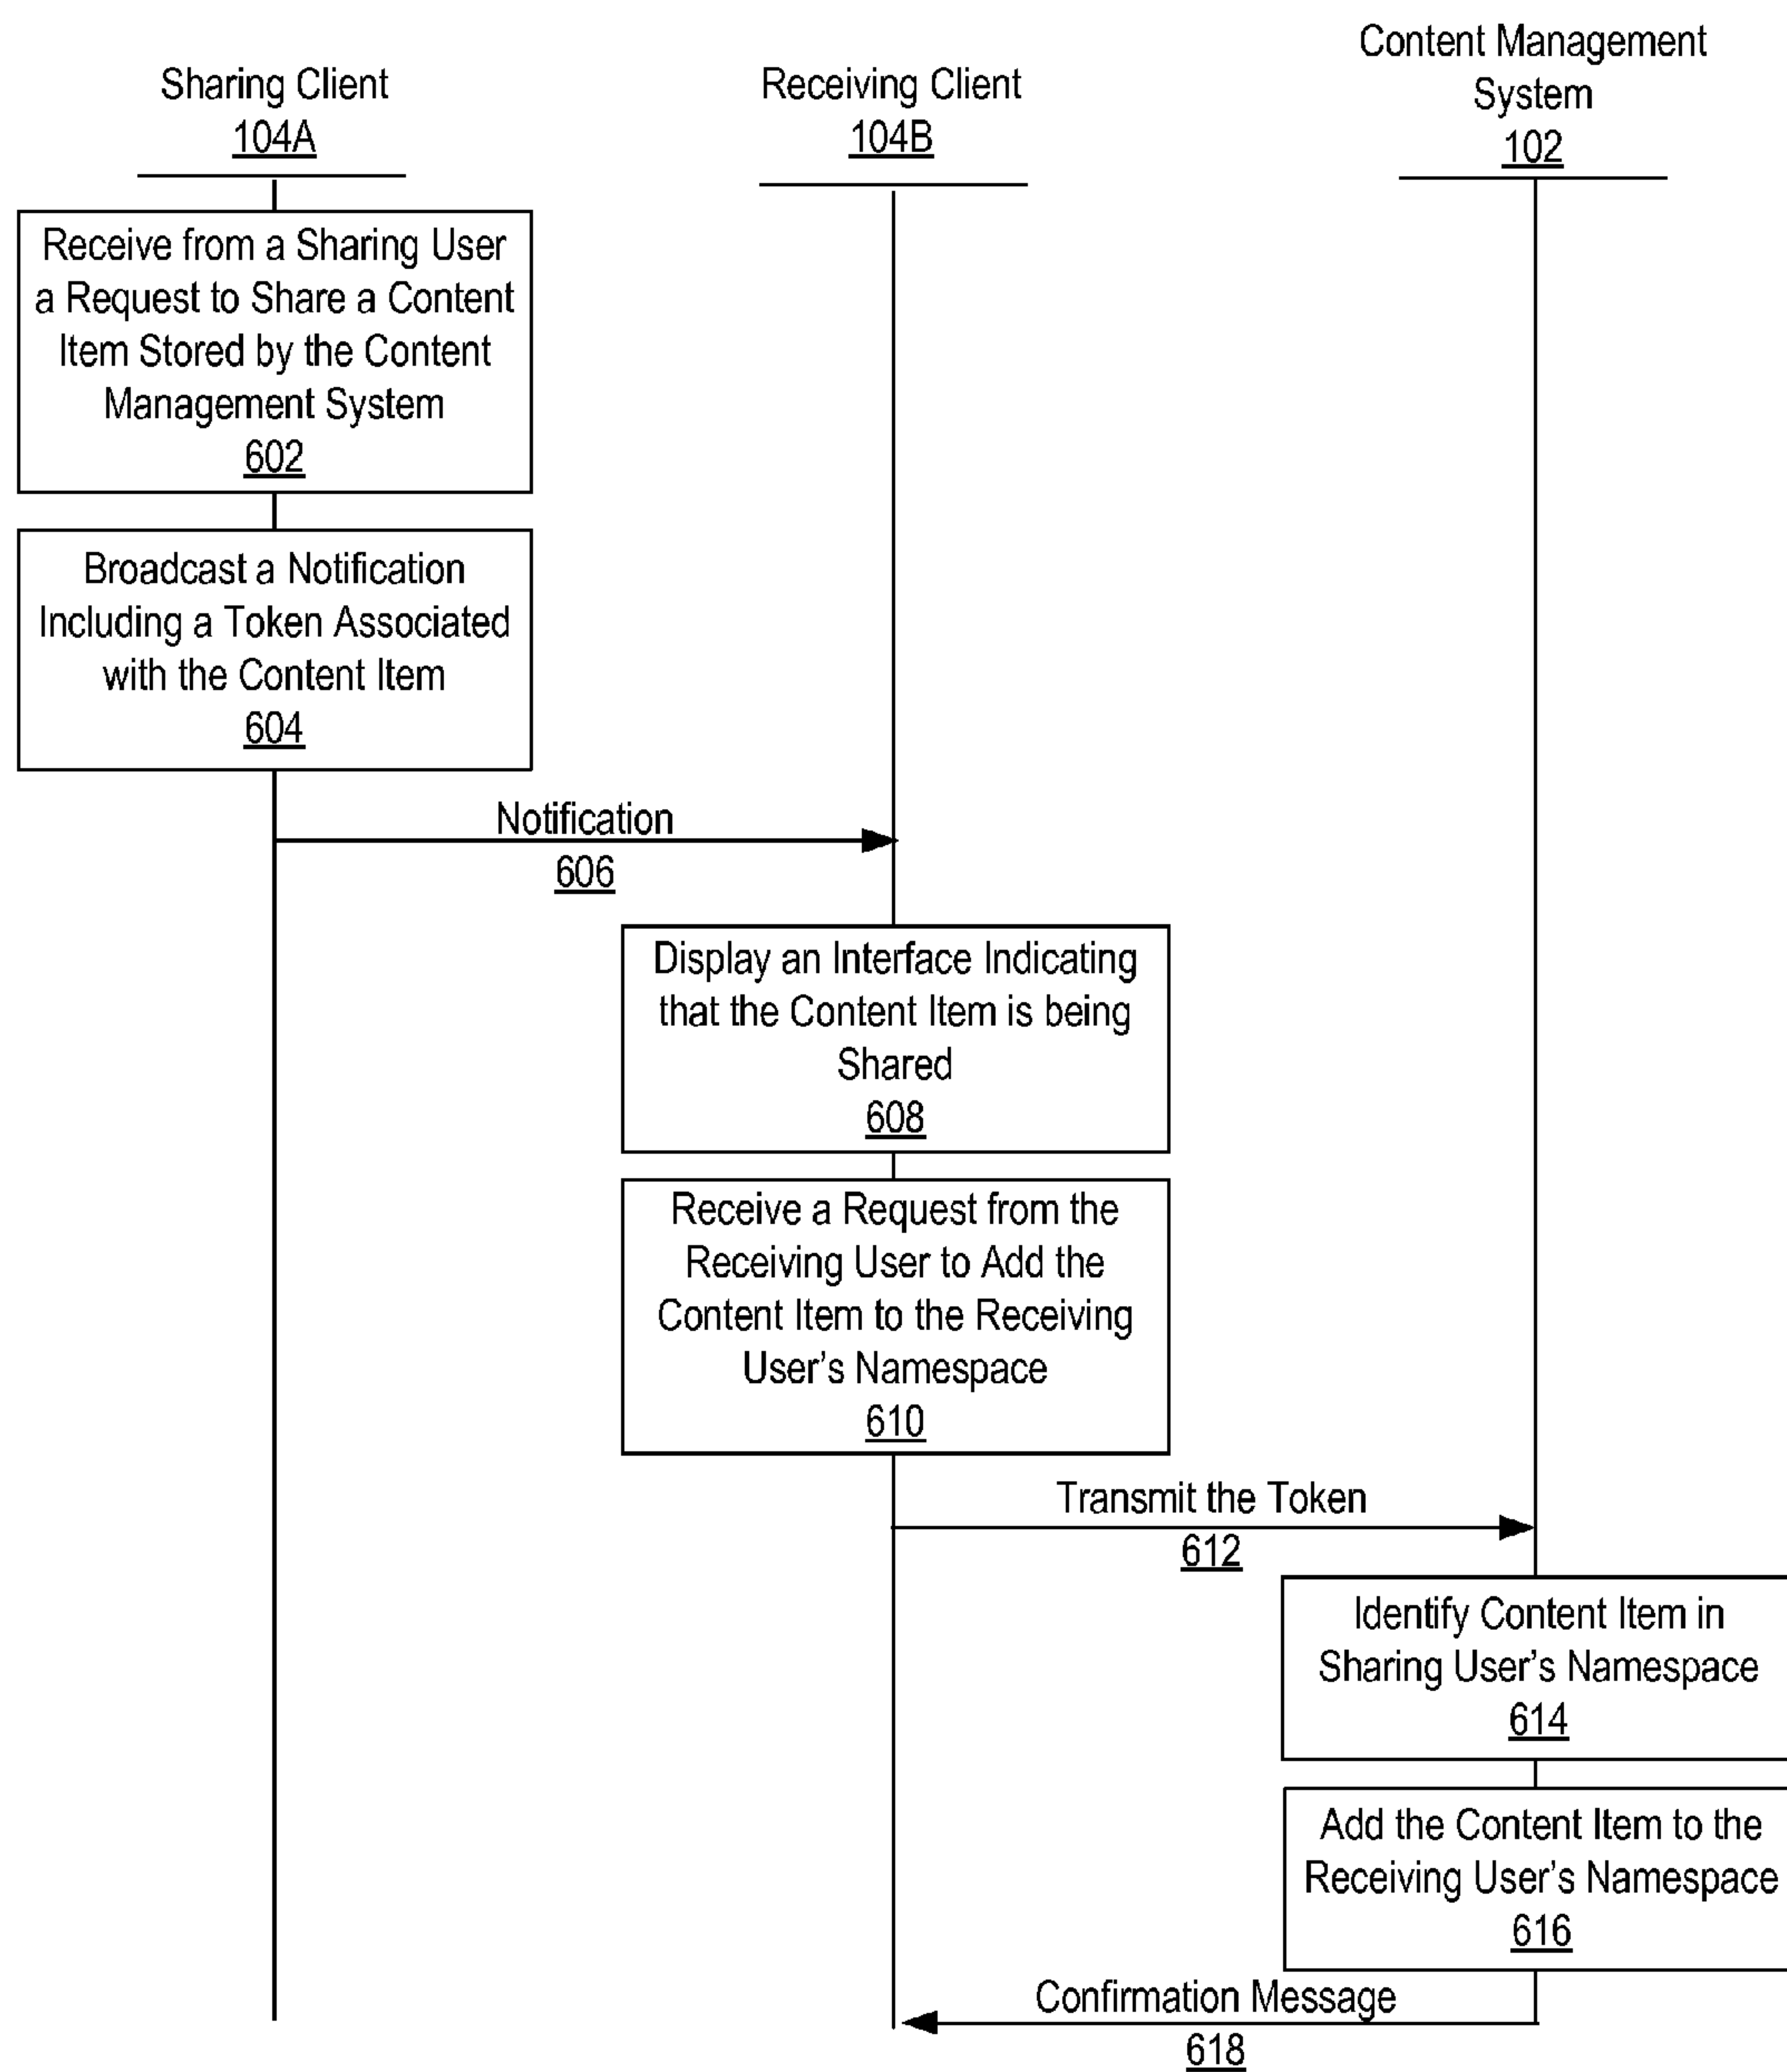 Sharing Client
104A
Receiving Client
104B
Content Management
System
102
Receive from a Sharing User
a Request to Share a Content
Item Stored by the Content
Management System
602
Broadcast a Notification
Including a Token Associated
with the Content Item
604
Notification
606
Display an Interface Indicating
that the Content Item is being
Shared
608
Receive a Request from the
Receiving User to Add the
Content Item to the Receiving
User's Namespace
610
Transmit the Token
612
Identify Content Item in
Sharing User's Namespace
614
Add the Content Item to the
Receiving User's Namespace
616
Confirmation Message
618